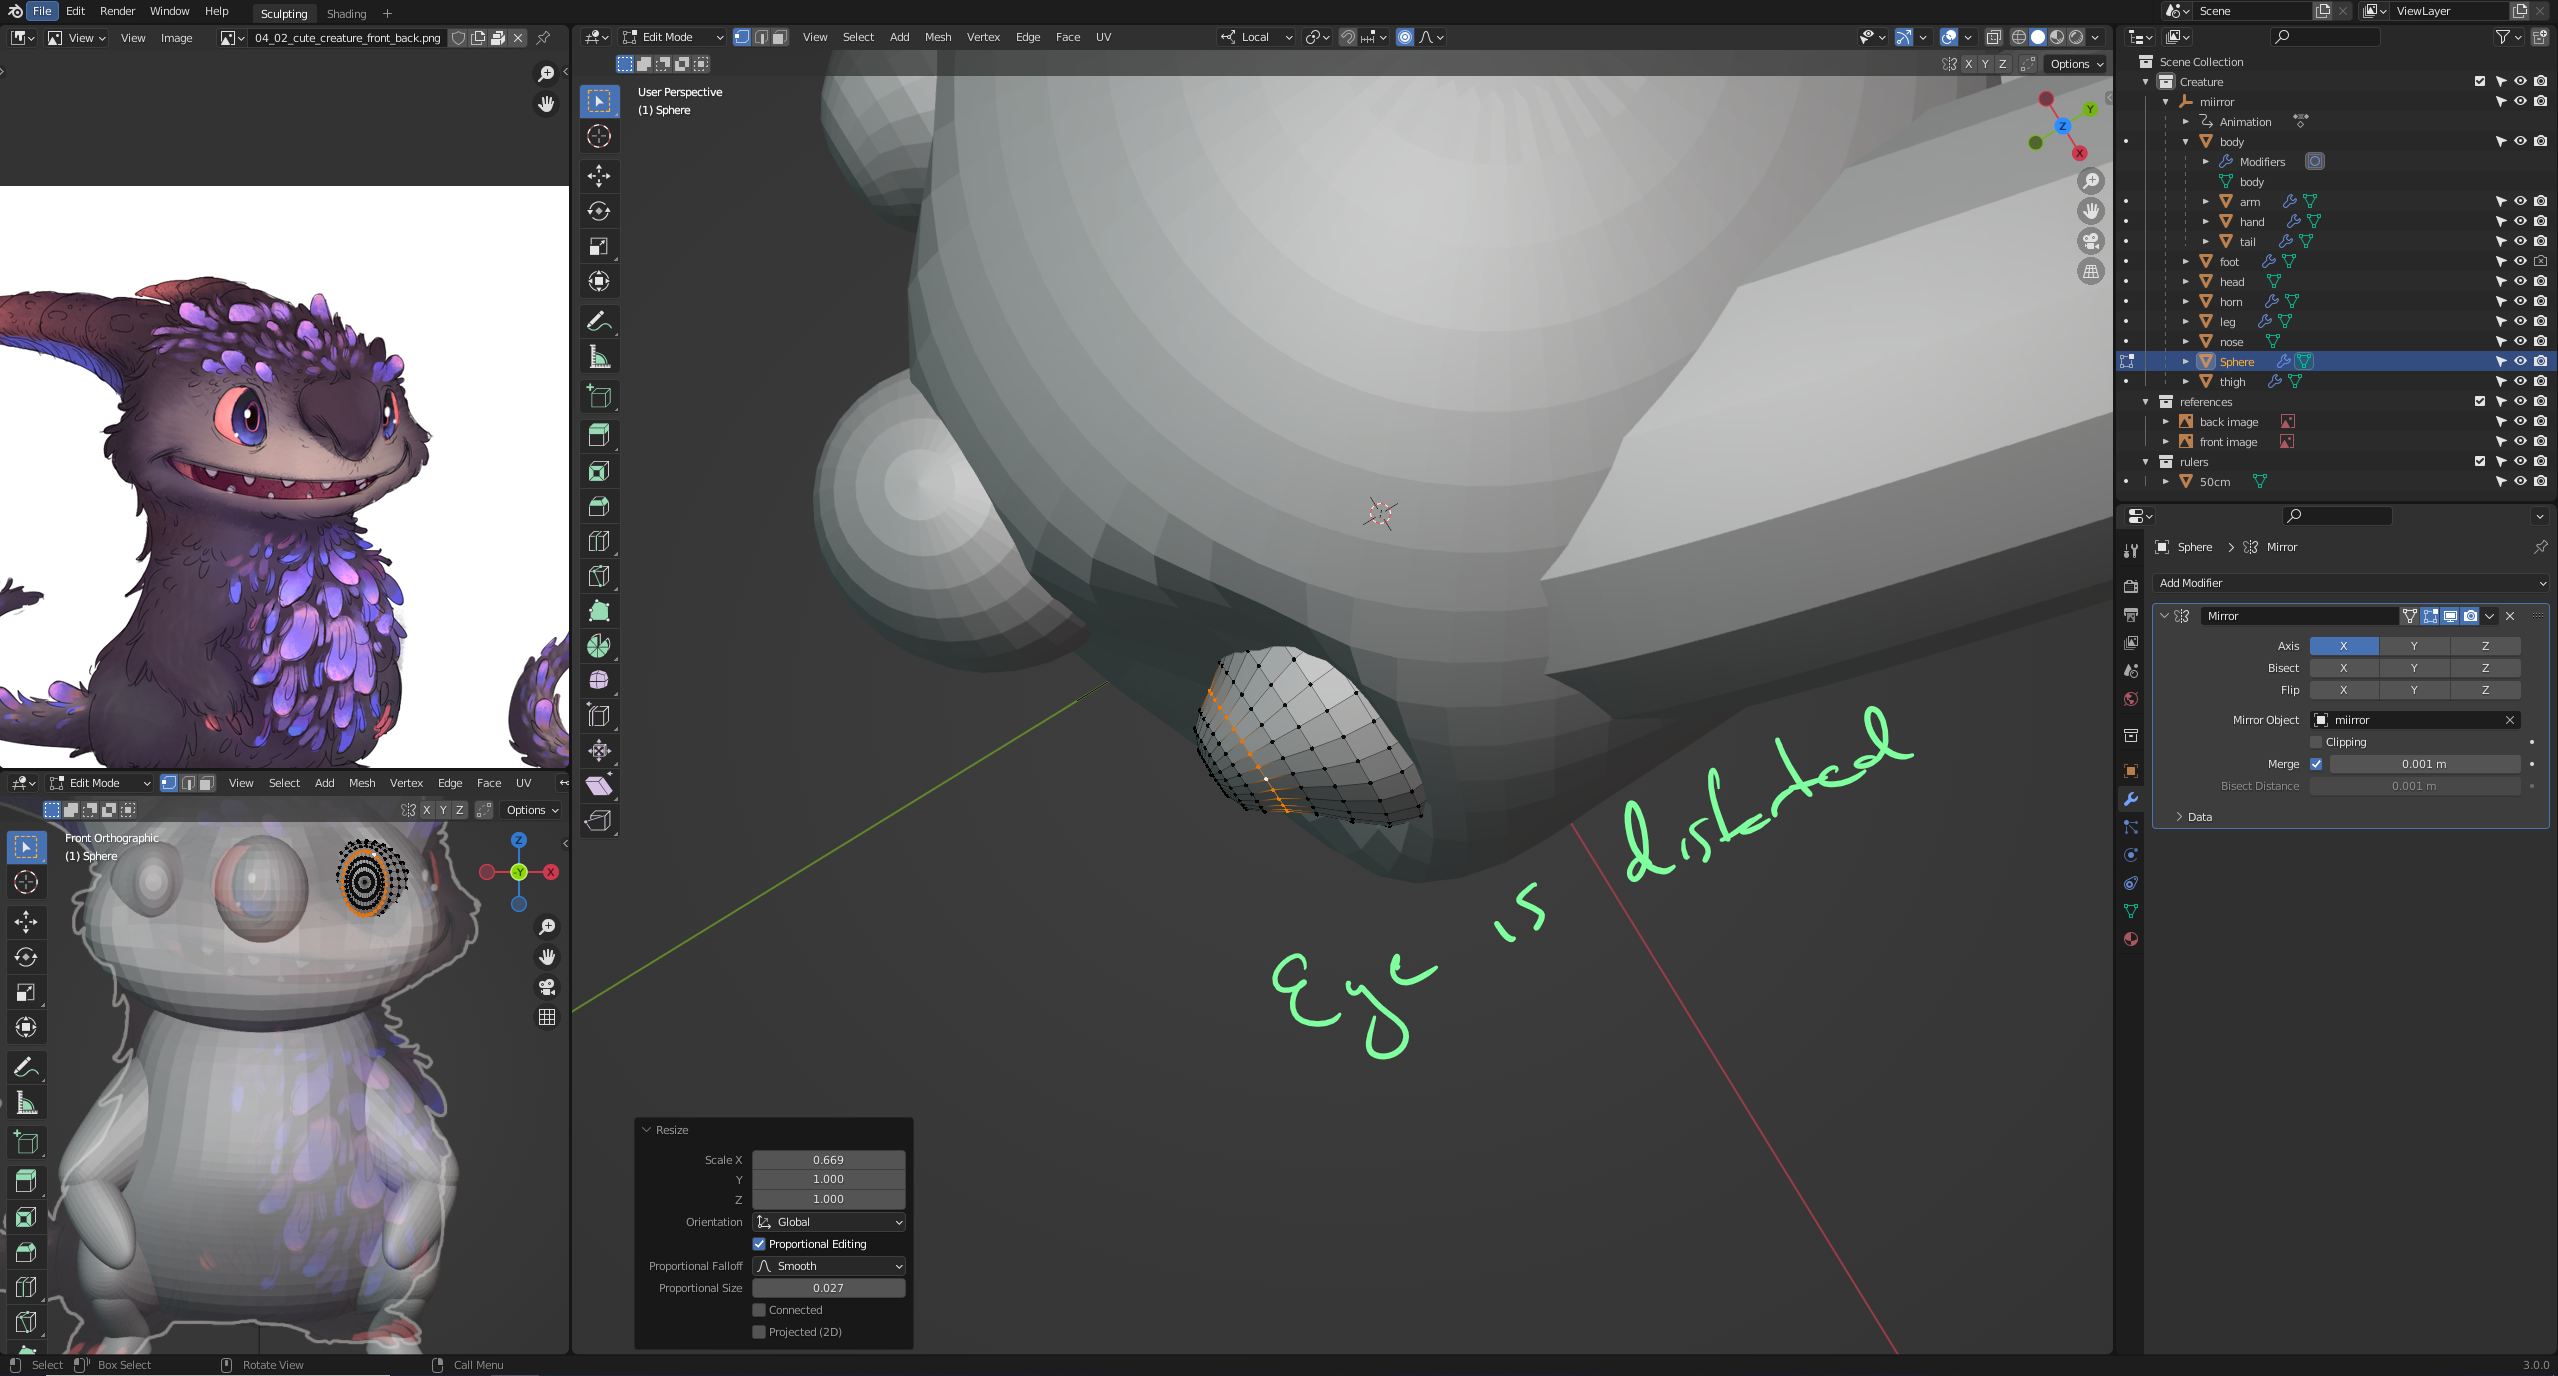 File Edit Render Window Help Sculpting Shading + Scene ViewLayer
View View Image 04_02_cute_creature_front_back.png
Edit Mode View Select Add Mesh Vertex Edge Face UV Local
X Y Z Options
User Perspective
(1) Sphere
Y
Z
X
Scene Collection
Creature
miirror
Animation
body
Modifiers
body
arm
hand
tail
foot
head
horn
leg
nose
Sphere
thigh
references
back image
front image
rulers
50cm
Sphere > Mirror
Add Modifier
Mirror
Axis X Y Z
Bisect X Y Z
Flip X Y Z
Mirror Object miirror
Clipping
Merge 0.001 m
Bisect Distance 0.001 m
Data
Eye is distorted
Edit Mode View Select Add Mesh Vertex Edge Face UV
X Y Z Options
Front Orthographic
(1) Sphere
Z
-Y X
Resize
Scale X 0.669
Y 1.000
Z 1.000
Orientation Global
Proportional Editing
Proportional Falloff Smooth
Proportional Size 0.027
Connected
Projected (2D)
Select Box Select Rotate View Call Menu 3.0.0